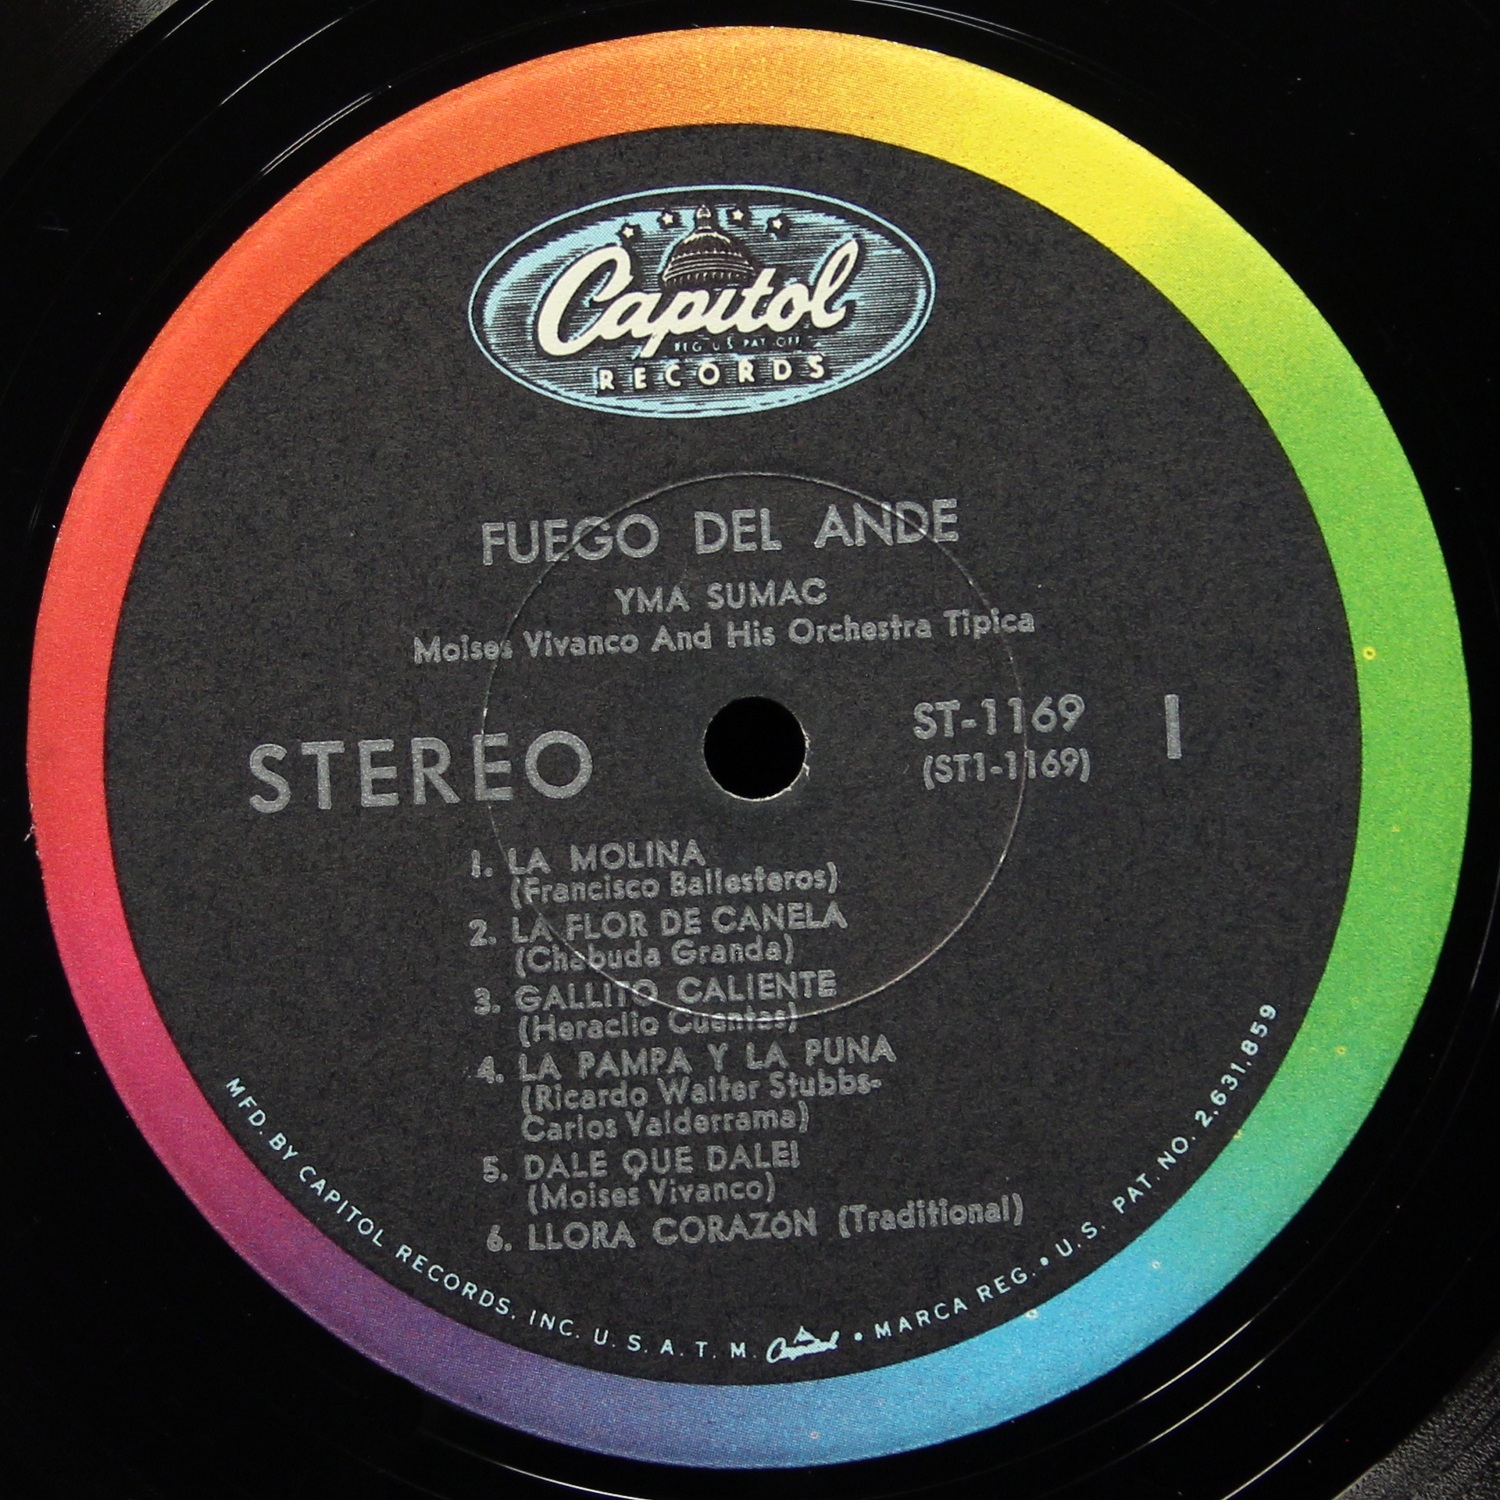 Capitol
REG. U.S. PAT. OFF.
RECORDS
FUEGO DEL ANDE
YMA SUMAC
Moises Vivanco And His Orchestra Tipica
STEREO
ST-1169
(ST1-1169)
1
1. LA MOLINA
(Francisco Ballesteros)
2. LA FLOR DE CANELA
(Chabuda Granda)
3. GALLITO CALIENTE
(Heraclio Cuentas)
4. LA PAMPA Y LA PUNA
(Ricardo Walter Stubbs-
Carlos Valderrama)
5. DALE QUE DALE!
(Moises Vivanco)
6. LLORA CORAZÓN (Traditional)
MFD. BY CAPITOL RECORDS, INC. U. S. A. T. M. Capitol • MARCA REG. • U. S. PAT. NO. 2,631,859